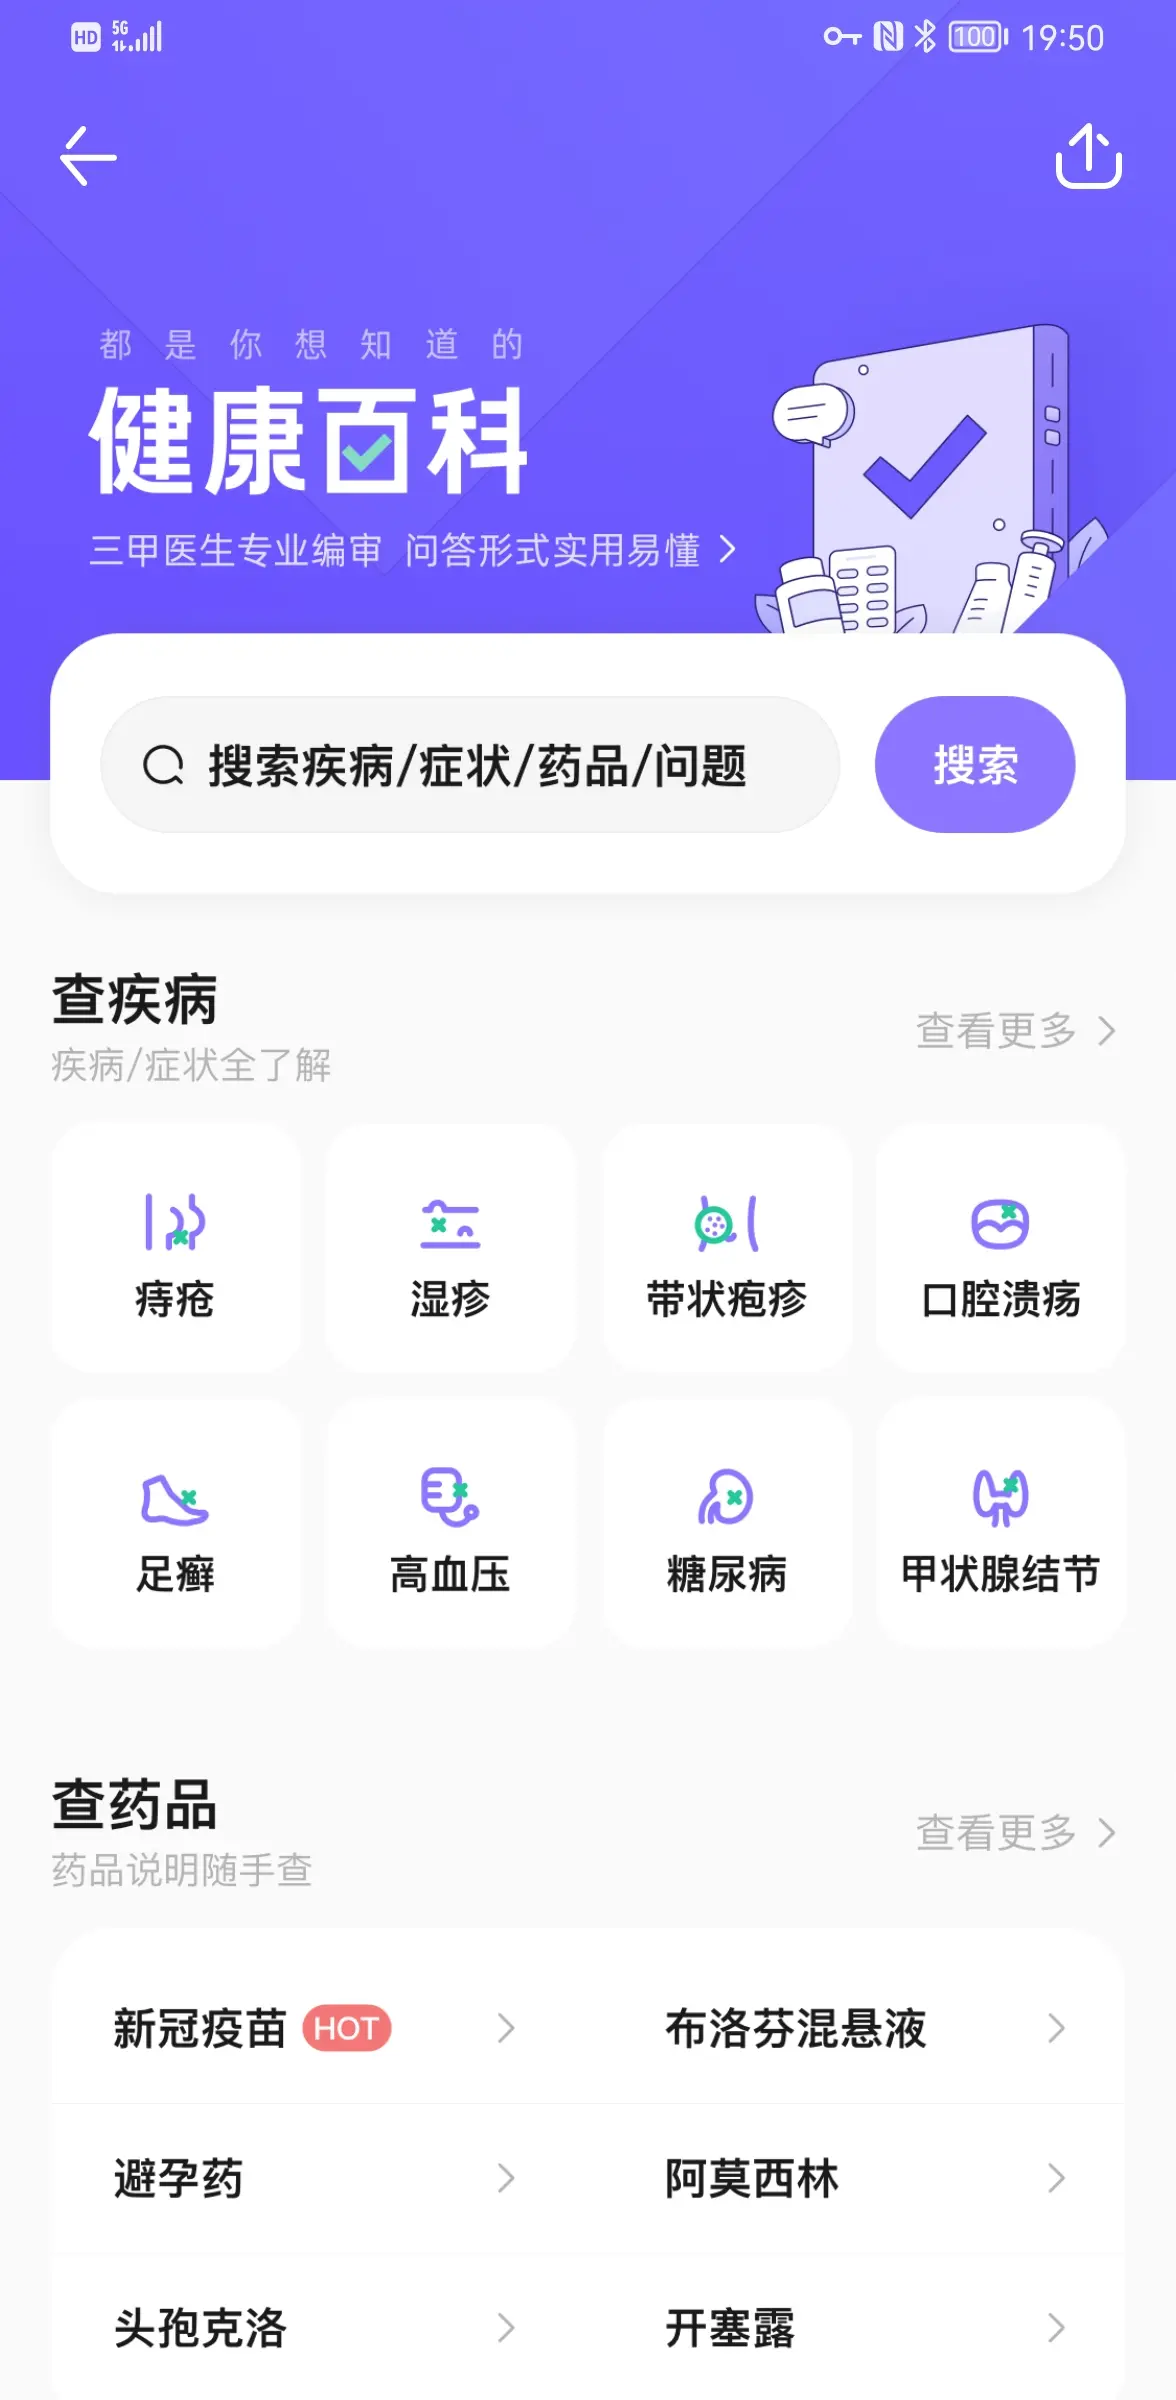 HD 5G 100 19:50
都是你想知道的
健康百科
三甲医生专业编审 问答形式实用易懂
搜索疾病/症状/药品/问题 搜索
查疾病
疾病/症状全了解
查看更多
痔疮 湿疹 带状疱疹 口腔溃疡
足癣 高血压 糖尿病 甲状腺结节
查药品
药品说明随手查
查看更多
新冠疫苗 HOT 布洛芬混悬液
避孕药 阿莫西林
头孢克洛 开塞露